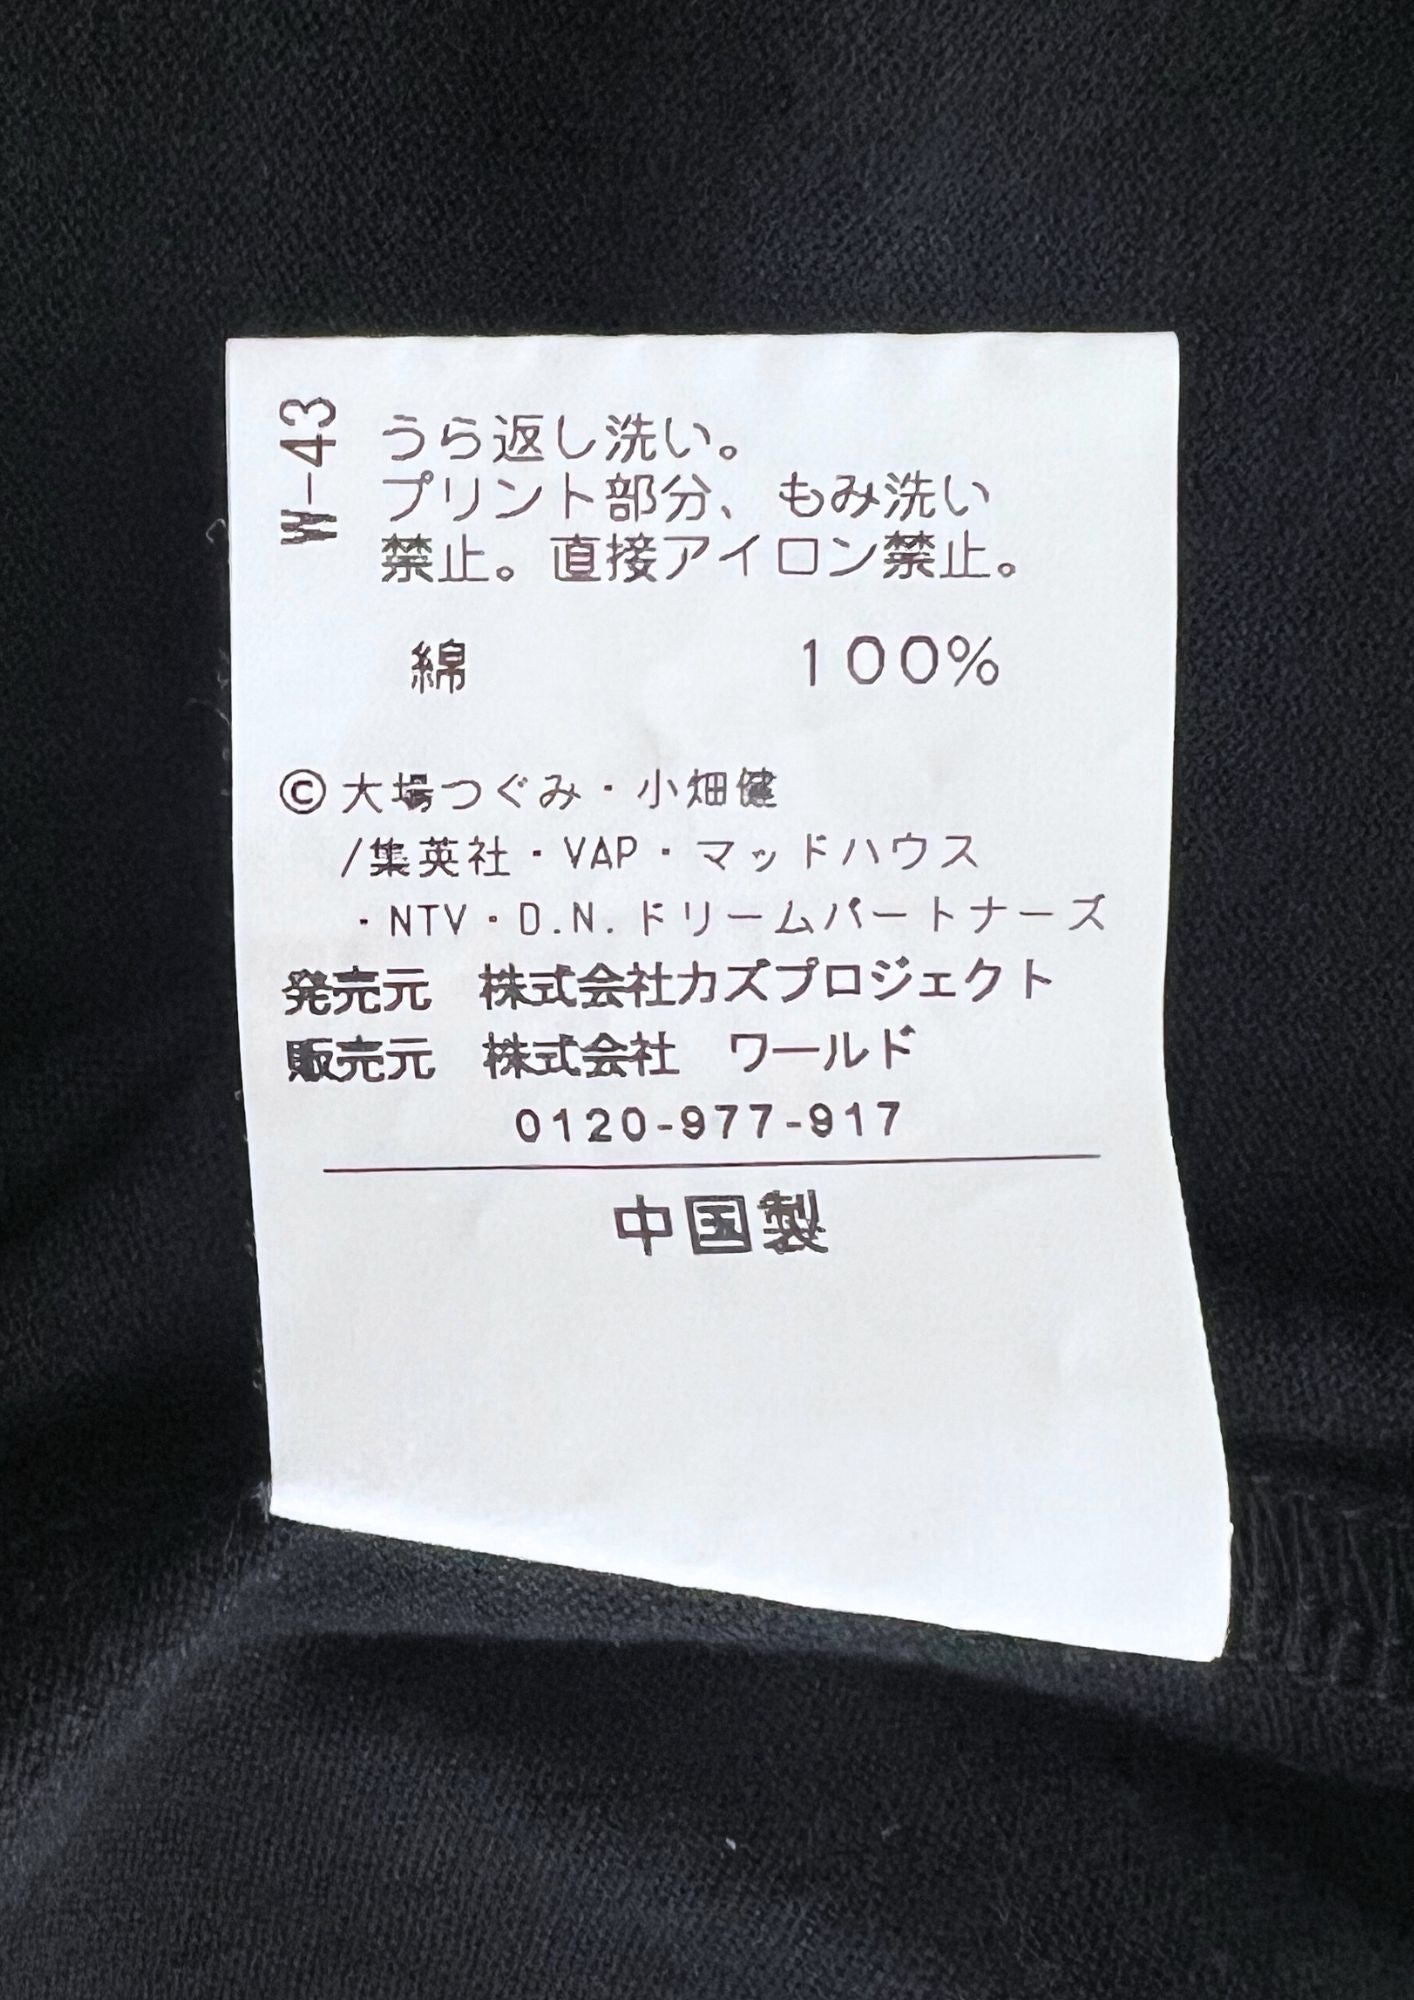 W-43
うら返し洗い。
プリント部分、もみ洗い
禁止。直接アイロン禁止。
綿 100%
©大場つぐみ・小畑健
/集英社・VAP・マッドハウス
・NTV・D.N.ドリームパートナーズ
発売元 株式会社カズプロジェクト
販売元 株式会社 ワールド
0120-977-917
中国製